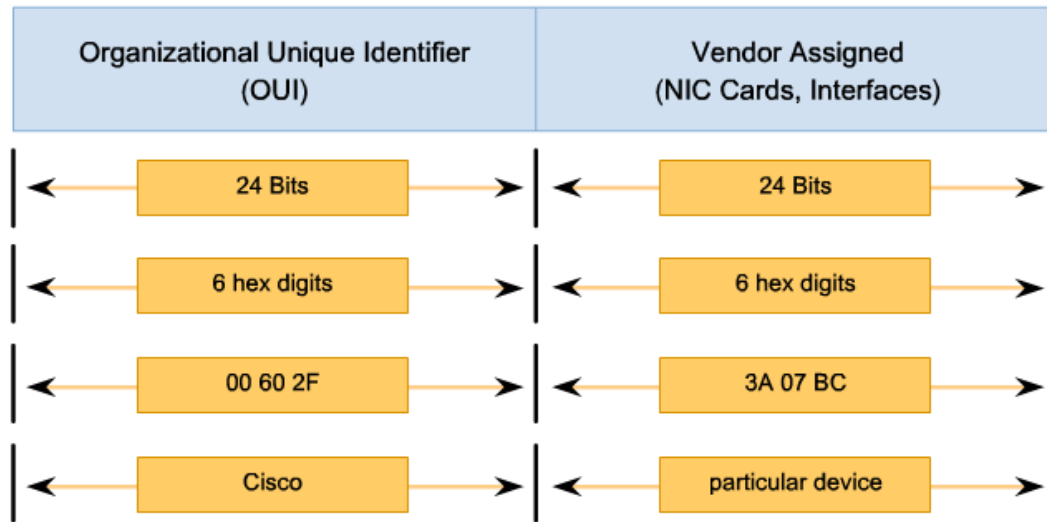 Organizational Unique Identifier
(OUI)
Vendor Assigned
(NIC Cards, Interfaces)
24 Bits
24 Bits
6 hex digits
6 hex digits
00 60 2F
3A 07 BC
Cisco
particular device